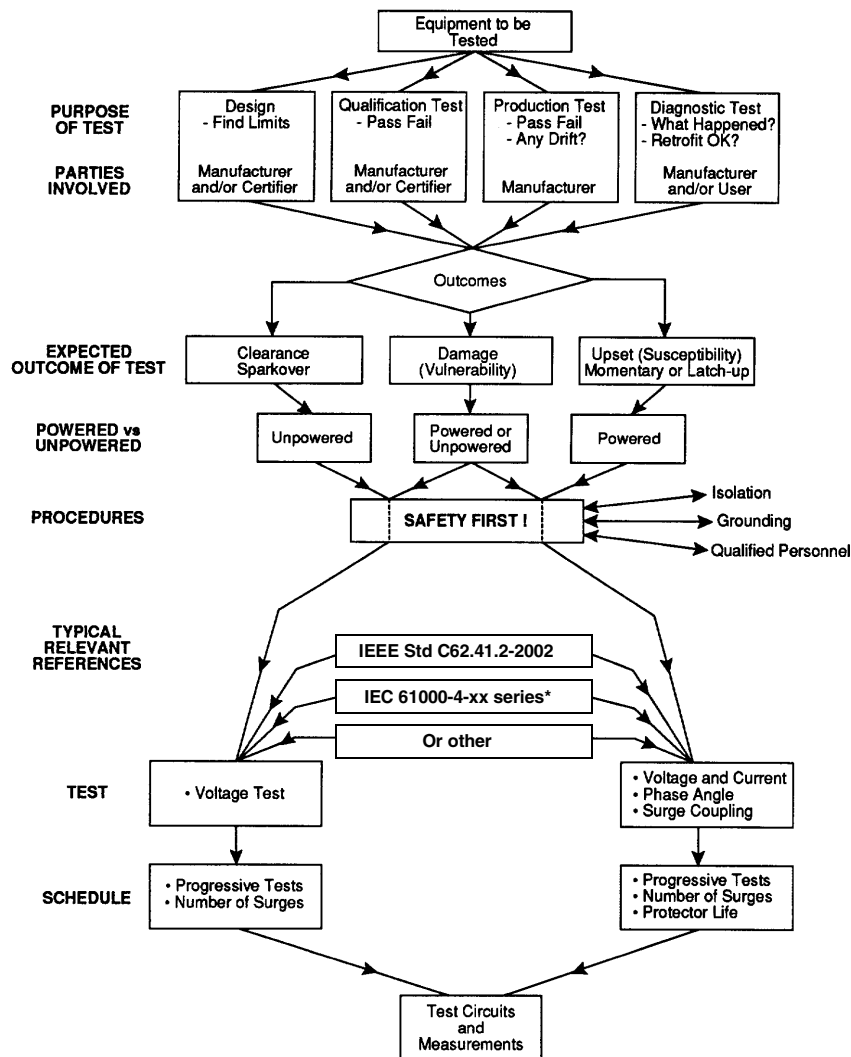 Equipment to be
Tested
PURPOSE
OF TEST
Design
- Find Limits
Qualification Test
- Pass Fail
Production Test
- Pass Fail
- Any Drift?
Diagnostic Test
- What Happened?
- Retrofit OK?
PARTIES
INVOLVED
Manufacturer
and/or Certifier
Manufacturer
and/or Certifier
Manufacturer
Manufacturer
and/or User
Outcomes
EXPECTED
OUTCOME OF TEST
Clearance
Sparkover
Damage
(Vulnerability)
Upset (Susceptibility)
Momentary or Latch-up
POWERED vs
UNPOWERED
Unpowered
Powered or
Unpowered
Powered
PROCEDURES
SAFETY FIRST !
Isolation
Grounding
Qualified Personnel
TYPICAL
RELEVANT
REFERENCES
IEEE Std C62.41.2-2002
IEC 61000-4-xx series*
Or other
TEST
• Voltage Test
• Voltage and Current
• Phase Angle
• Surge Coupling
SCHEDULE
• Progressive Tests
• Number of Surges
• Progressive Tests
• Number of Surges
• Protector Life
Test Circuits
and
Measurements